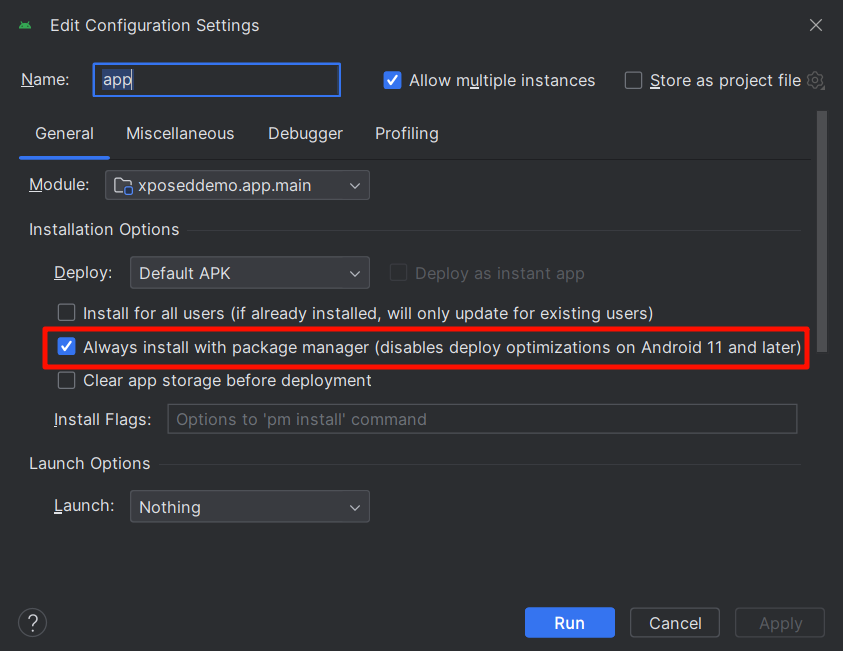 Edit Configuration Settings
Name: app Allow multiple instances Store as project file
General Miscellaneous Debugger Profiling
Module: xposeddemo.app.main
Installation Options
Deploy: Default APK Deploy as instant app
Install for all users (if already installed, will only update for existing users)
Always install with package manager (disables deploy optimizations on Android 11 and later)
Clear app storage before deployment
Install Flags: Options to 'pm install' command
Launch Options
Launch: Nothing
? Run Cancel Apply